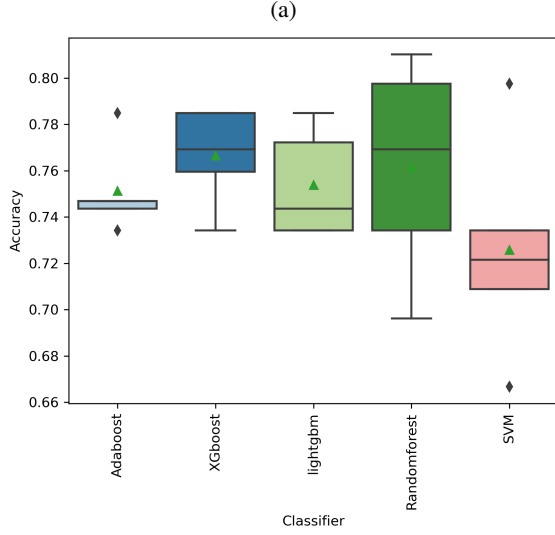 (a)
0.80
0.78
0.76
0.74
0.72
0.70
0.68
0.66
Accuracy
Adaboost
XGboost
lightgbm
Randomforest
SVM
Classifier